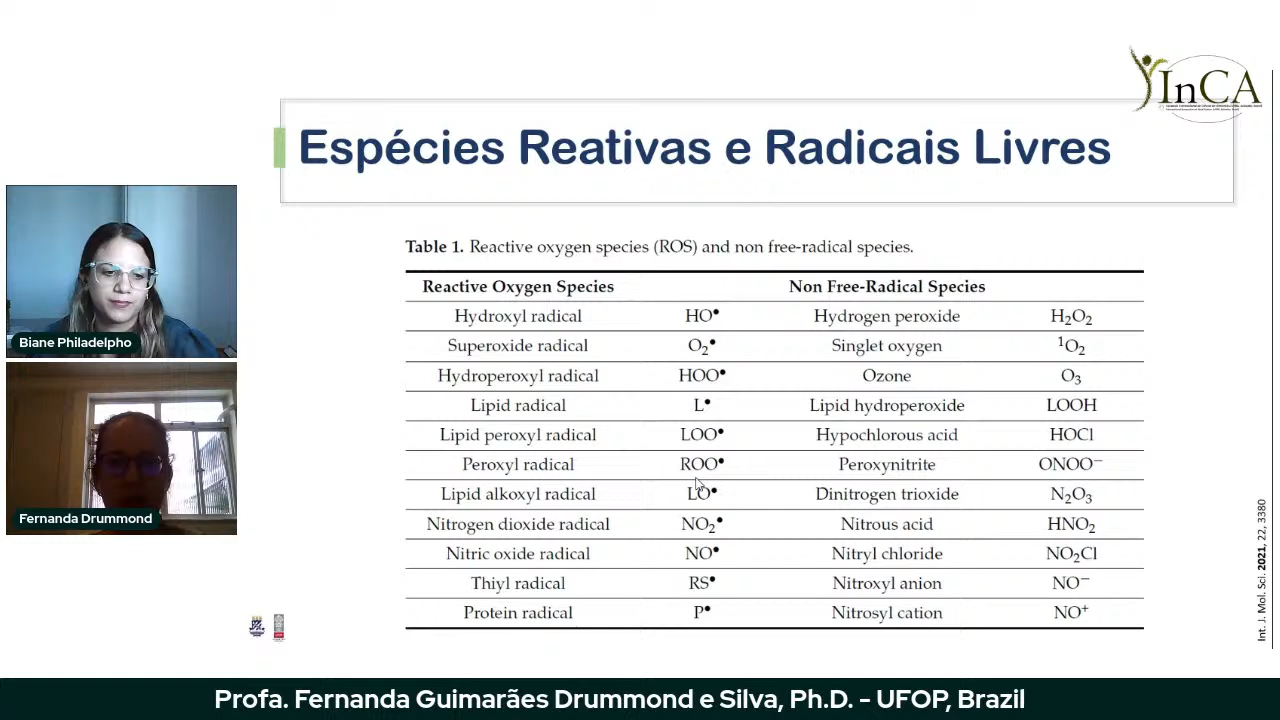 InCA
Espécies Reativas e Radicais Livres
Biane Philadelpho
Fernanda Drummond
Table 1. Reactive oxygen species (ROS) and non free-radical species.
Reactive Oxygen Species Non Free-Radical Species
Hydroxyl radical HO• Hydrogen peroxide H₂O₂
Superoxide radical O₂• Singlet oxygen ¹O₂
Hydroperoxyl radical HOO• Ozone O₃
Lipid radical L• Lipid hydroperoxide LOOH
Lipid peroxyl radical LOO• Hypochlorous acid HOCl
Peroxyl radical ROO• Peroxynitrite ONOO⁻
Lipid alkoxyl radical LO• Dinitrogen trioxide N₂O₃
Nitrogen dioxide radical NO₂• Nitrous acid HNO₂
Nitric oxide radical NO• Nitryl chloride NO₂Cl
Thiyl radical RS• Nitroxyl anion NO⁻
Protein radical P• Nitrosyl cation NO⁺
Int. J. Mol. Sci. 2021, 22, 3380
Profa. Fernanda Guimarães Drummond e Silva, Ph.D. - UFOP, Brazil